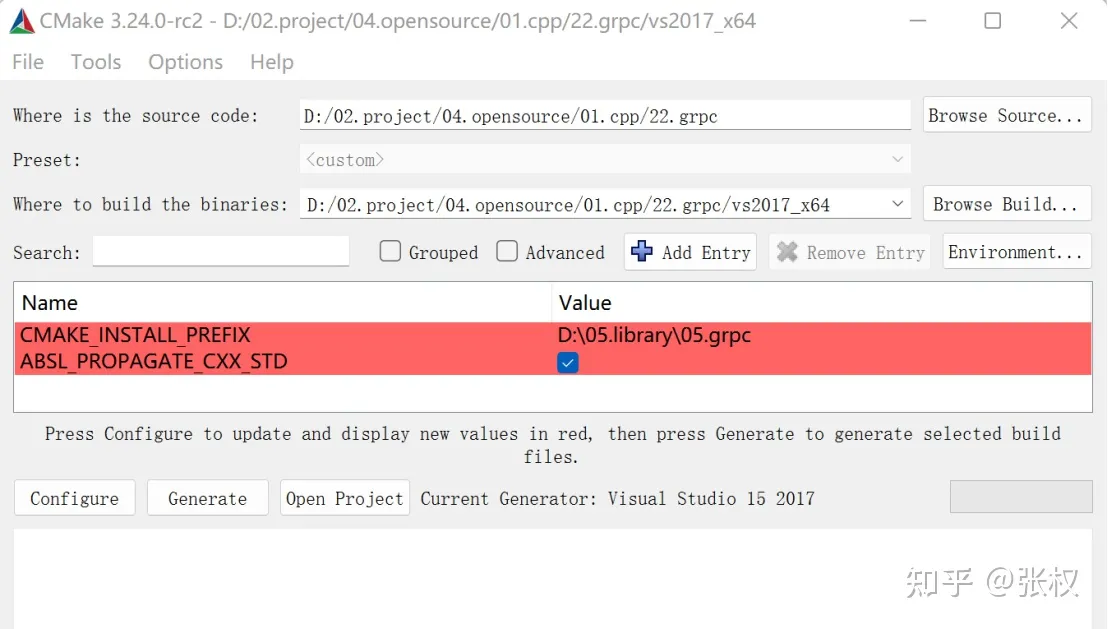 CMake 3.24.0-rc2 - D:/02.project/04.opensource/01.cpp/22.grpc/vs2017_x64
File Tools Options Help
Where is the source code: D:/02.project/04.opensource/01.cpp/22.grpc Browse Source...
Preset: <custom>
Where to build the binaries: D:/02.project/04.opensource/01.cpp/22.grpc/vs2017_x64 Browse Build...
Search: Grouped Advanced Add Entry Remove Entry Environment...
Name Value
CMAKE_INSTALL_PREFIX D:\05.library\05.grpc
ABSL_PROPAGATE_CXX_STD
Press Configure to update and display new values in red, then press Generate to generate selected build
files.
Configure Generate Open Project Current Generator: Visual Studio 15 2017
知乎 @张权